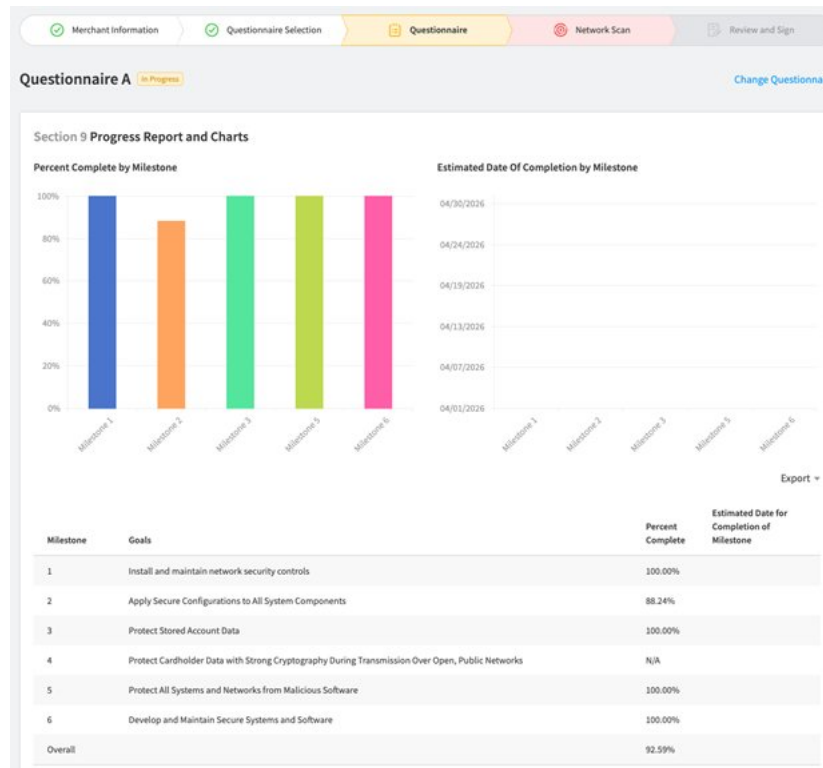 Merchant Information
Questionnaire Selection
Questionnaire
Network Scan
Review and Sign
Questionnaire A
In Progress
Change Questionna
Section 9 Progress Report and Charts
Percent Complete by Milestone
100%
80%
60%
40%
20%
0%
Milestone 1
Milestone 2
Milestone 3
Milestone 5
Milestone 6
Estimated Date Of Completion by Milestone
04/30/2026
04/24/2026
04/19/2026
04/13/2026
04/07/2026
04/01/2026
Milestone 1
Milestone 2
Milestone 3
Milestone 5
Milestone 6
Export
Milestone Goals Percent Complete Estimated Date for Completion of Milestone
1 Install and maintain network security controls 100.00%
2 Apply Secure Configurations to All System Components 88.24%
3 Protect Stored Account Data 100.00%
4 Protect Cardholder Data with Strong Cryptography During Transmission Over Open, Public Networks N/A
5 Protect All Systems and Networks from Malicious Software 100.00%
6 Develop and Maintain Secure Systems and Software 100.00%
Overall 92.59%